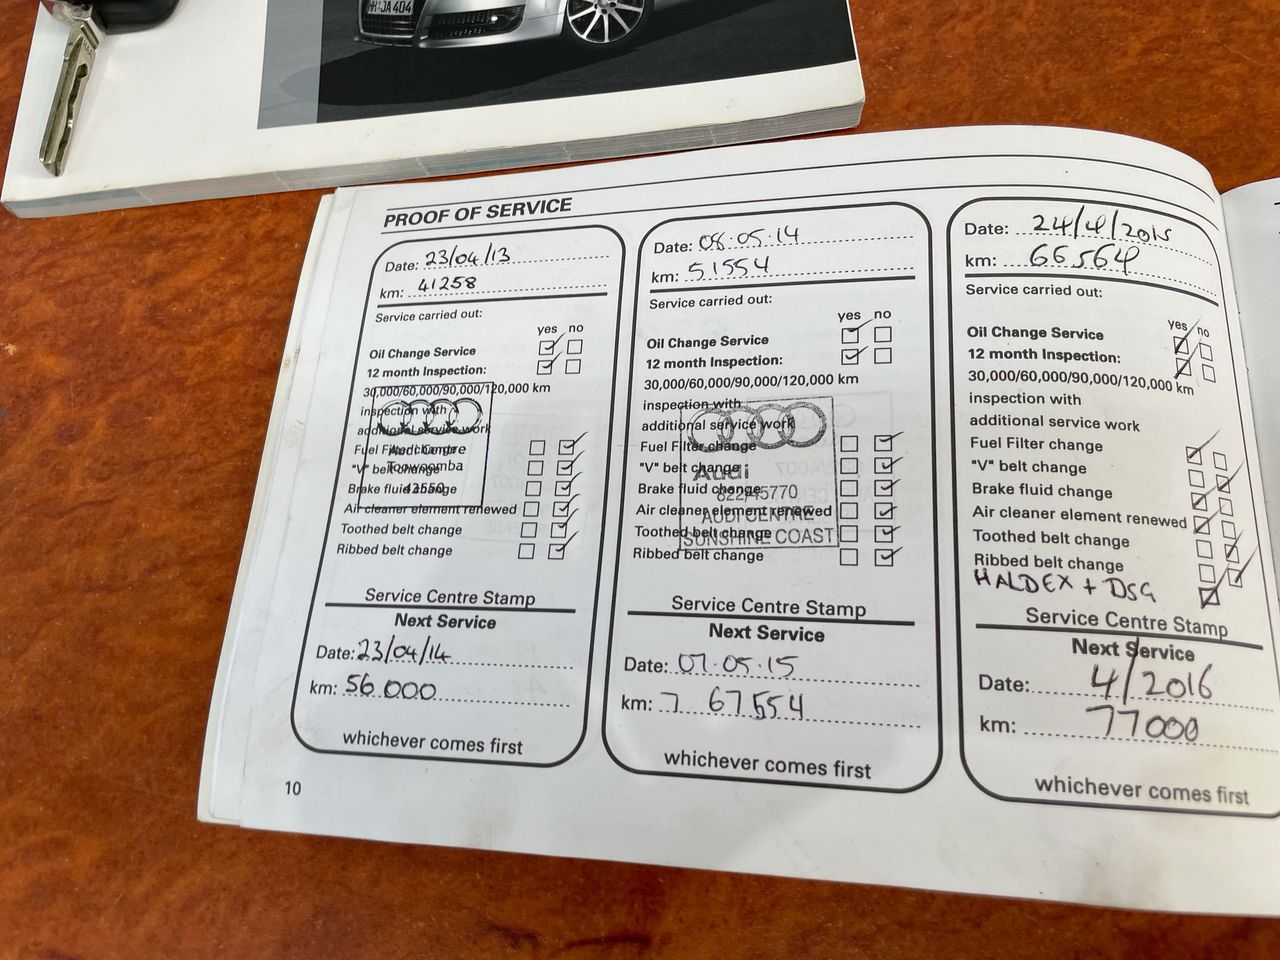 PROOF OF SERVICE
Date: 23/04/13
km: 41258
Service carried out:
yes no
Oil Change Service
12 month Inspection:
30,000/60,000/90,000/120,000 km
inspection with
additional service work
Fuel Filter change
"V" belt change
Brake fluid change
Air cleaner element renewed
Toothed belt change
Ribbed belt change
Audi Centre
Toowoomba
43550
Service Centre Stamp
Next Service
Date: 23/04/14
km: 56000
whichever comes first
10
Date: 08.05.14
km: 51554
Service carried out:
yes no
Oil Change Service
12 month Inspection:
30,000/60,000/90,000/120,000 km
inspection with
additional service work
Fuel Filter change
"V" belt change
Brake fluid change
Air cleaner element renewed
Toothed belt change
Ribbed belt change
Audi
822/45770
AUDI CENTRE
SUNSHINE COAST
Service Centre Stamp
Next Service
Date: 07.05.15
km: 7 67554
whichever comes first
Date: 24/4/2015
km: 66564
Service carried out:
yes no
Oil Change Service
12 month Inspection:
30,000/60,000/90,000/120,000 km
inspection with
additional service work
Fuel Filter change
"V" belt change
Brake fluid change
Air cleaner element renewed
Toothed belt change
Ribbed belt change
HALDEX + DSG
Service Centre Stamp
Next Service
Date: 4/2016
km: 77000
whichever comes first